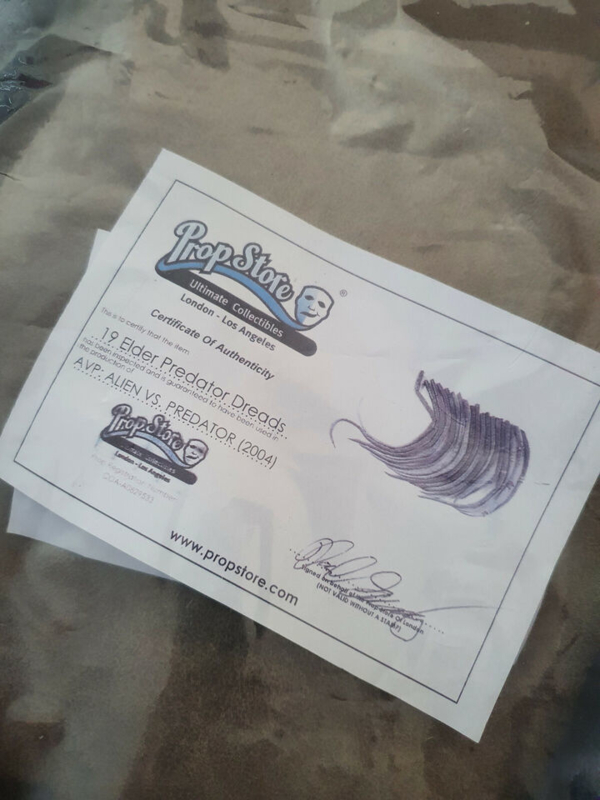 Prop Store
®
Ultimate Collectibles
London - Los Angeles
Certificate Of Authenticity
This is to certify that the item
19 Elder Predator Dreads
has been inspected and is guaranteed to have been used in
the production of
AVP: ALIEN VS. PREDATOR (2004)
Prop Store
London - Los Angeles
www.propstore.com
(NOT VALID WITHOUT A STAMP)